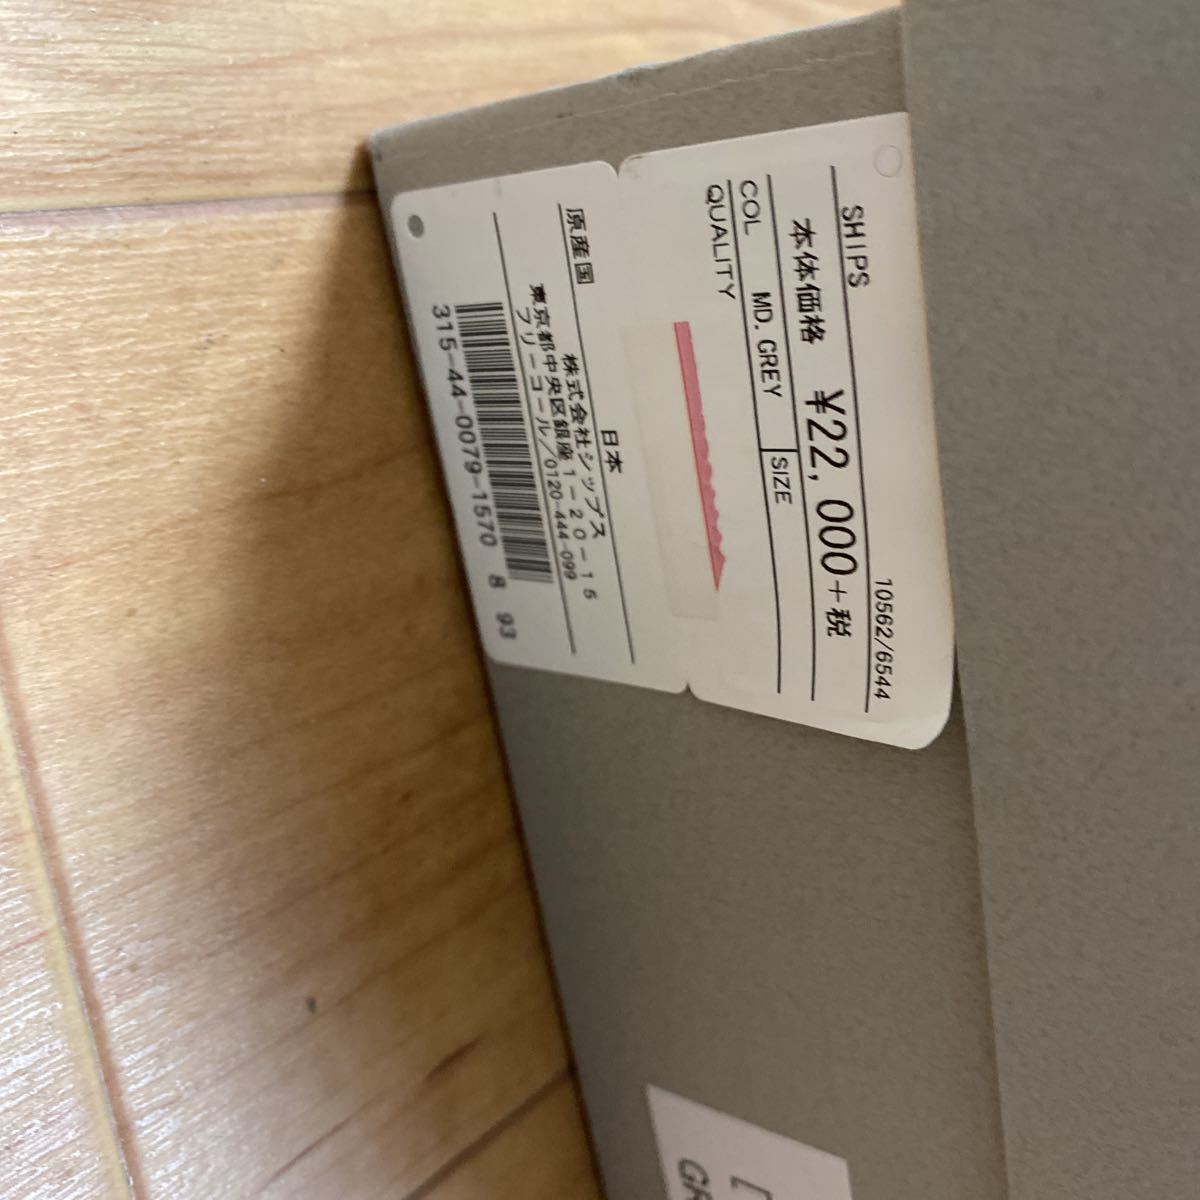 SHIPS 10562/6544
本体価格 ¥22,000+税
COL MD.GREY SIZE
QUALITY
原産国 日本
株式会社シップス
東京都中央区銀座1-20-15
フリーコール/0120-444-099
315-44-0079-1570 8 93
[
GR